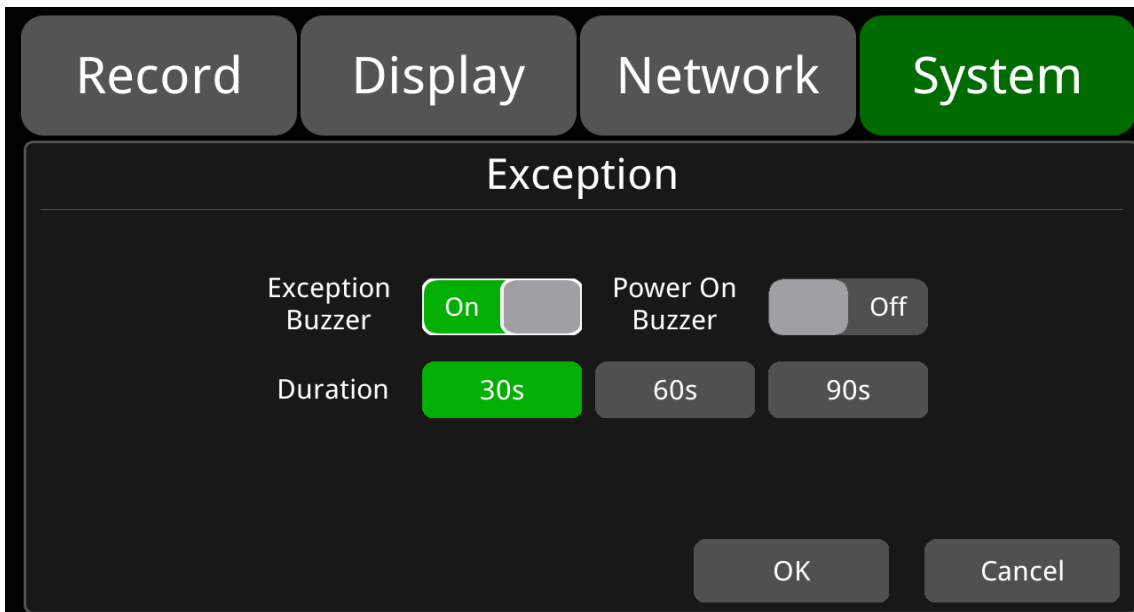 Record Display Network System
Exception
Exception Buzzer On Power On Buzzer Off
Duration 30s 60s 90s
OK Cancel